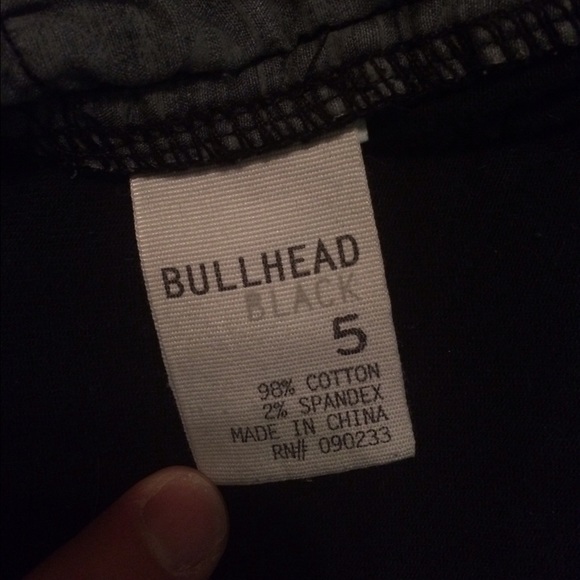 BULLHEAD
BLACK
5
98% COTTON
2% SPANDEX
MADE IN CHINA
RN# 090233